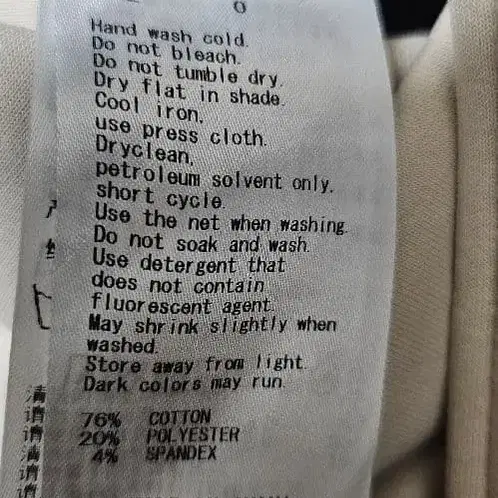 0
Hand wash cold.
Do not bleach.
Do not tumble dry.
Dry flat in shade.
Cool iron,
use press cloth.
Dryclean,
petroleum solvent only.
short cycle.
Use the net when washing.
Do not soak and wash.
Use detergent that
does not contain
fluorescent agent.
May shrink slightly when
washed.
Store away from light.
Dark colors may run.
76% COTTON
20% POLYESTER
4% SPANDEX